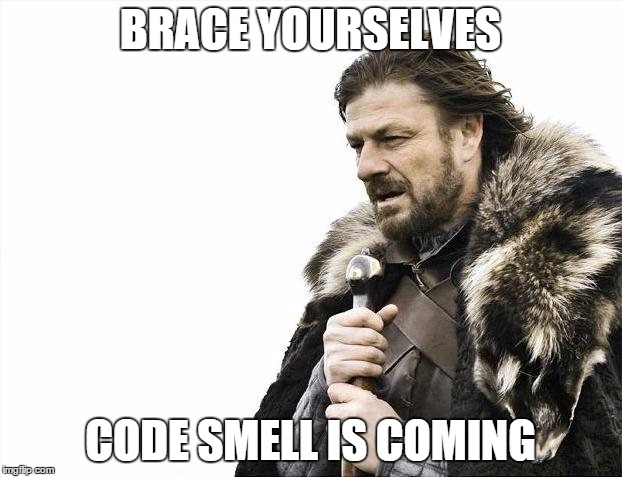 BRACE YOURSELVES
CODE SMELL IS COMING
imgflip.com